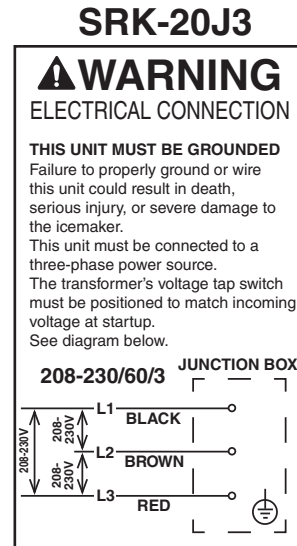 SRK-20J3
WARNING
ELECTRICAL CONNECTION
THIS UNIT MUST BE GROUNDED
Failure to properly ground or wire
this unit could result in death,
serious injury, or severe damage to
the icemaker.
This unit must be connected to a
three-phase power source.
The transformer's voltage tap switch
must be positioned to match incoming
voltage at startup.
See diagram below.
208-230/60/3
JUNCTION BOX
L1
BLACK
208-230V
208-
230V
L2
BROWN
208-
230V
L3
RED